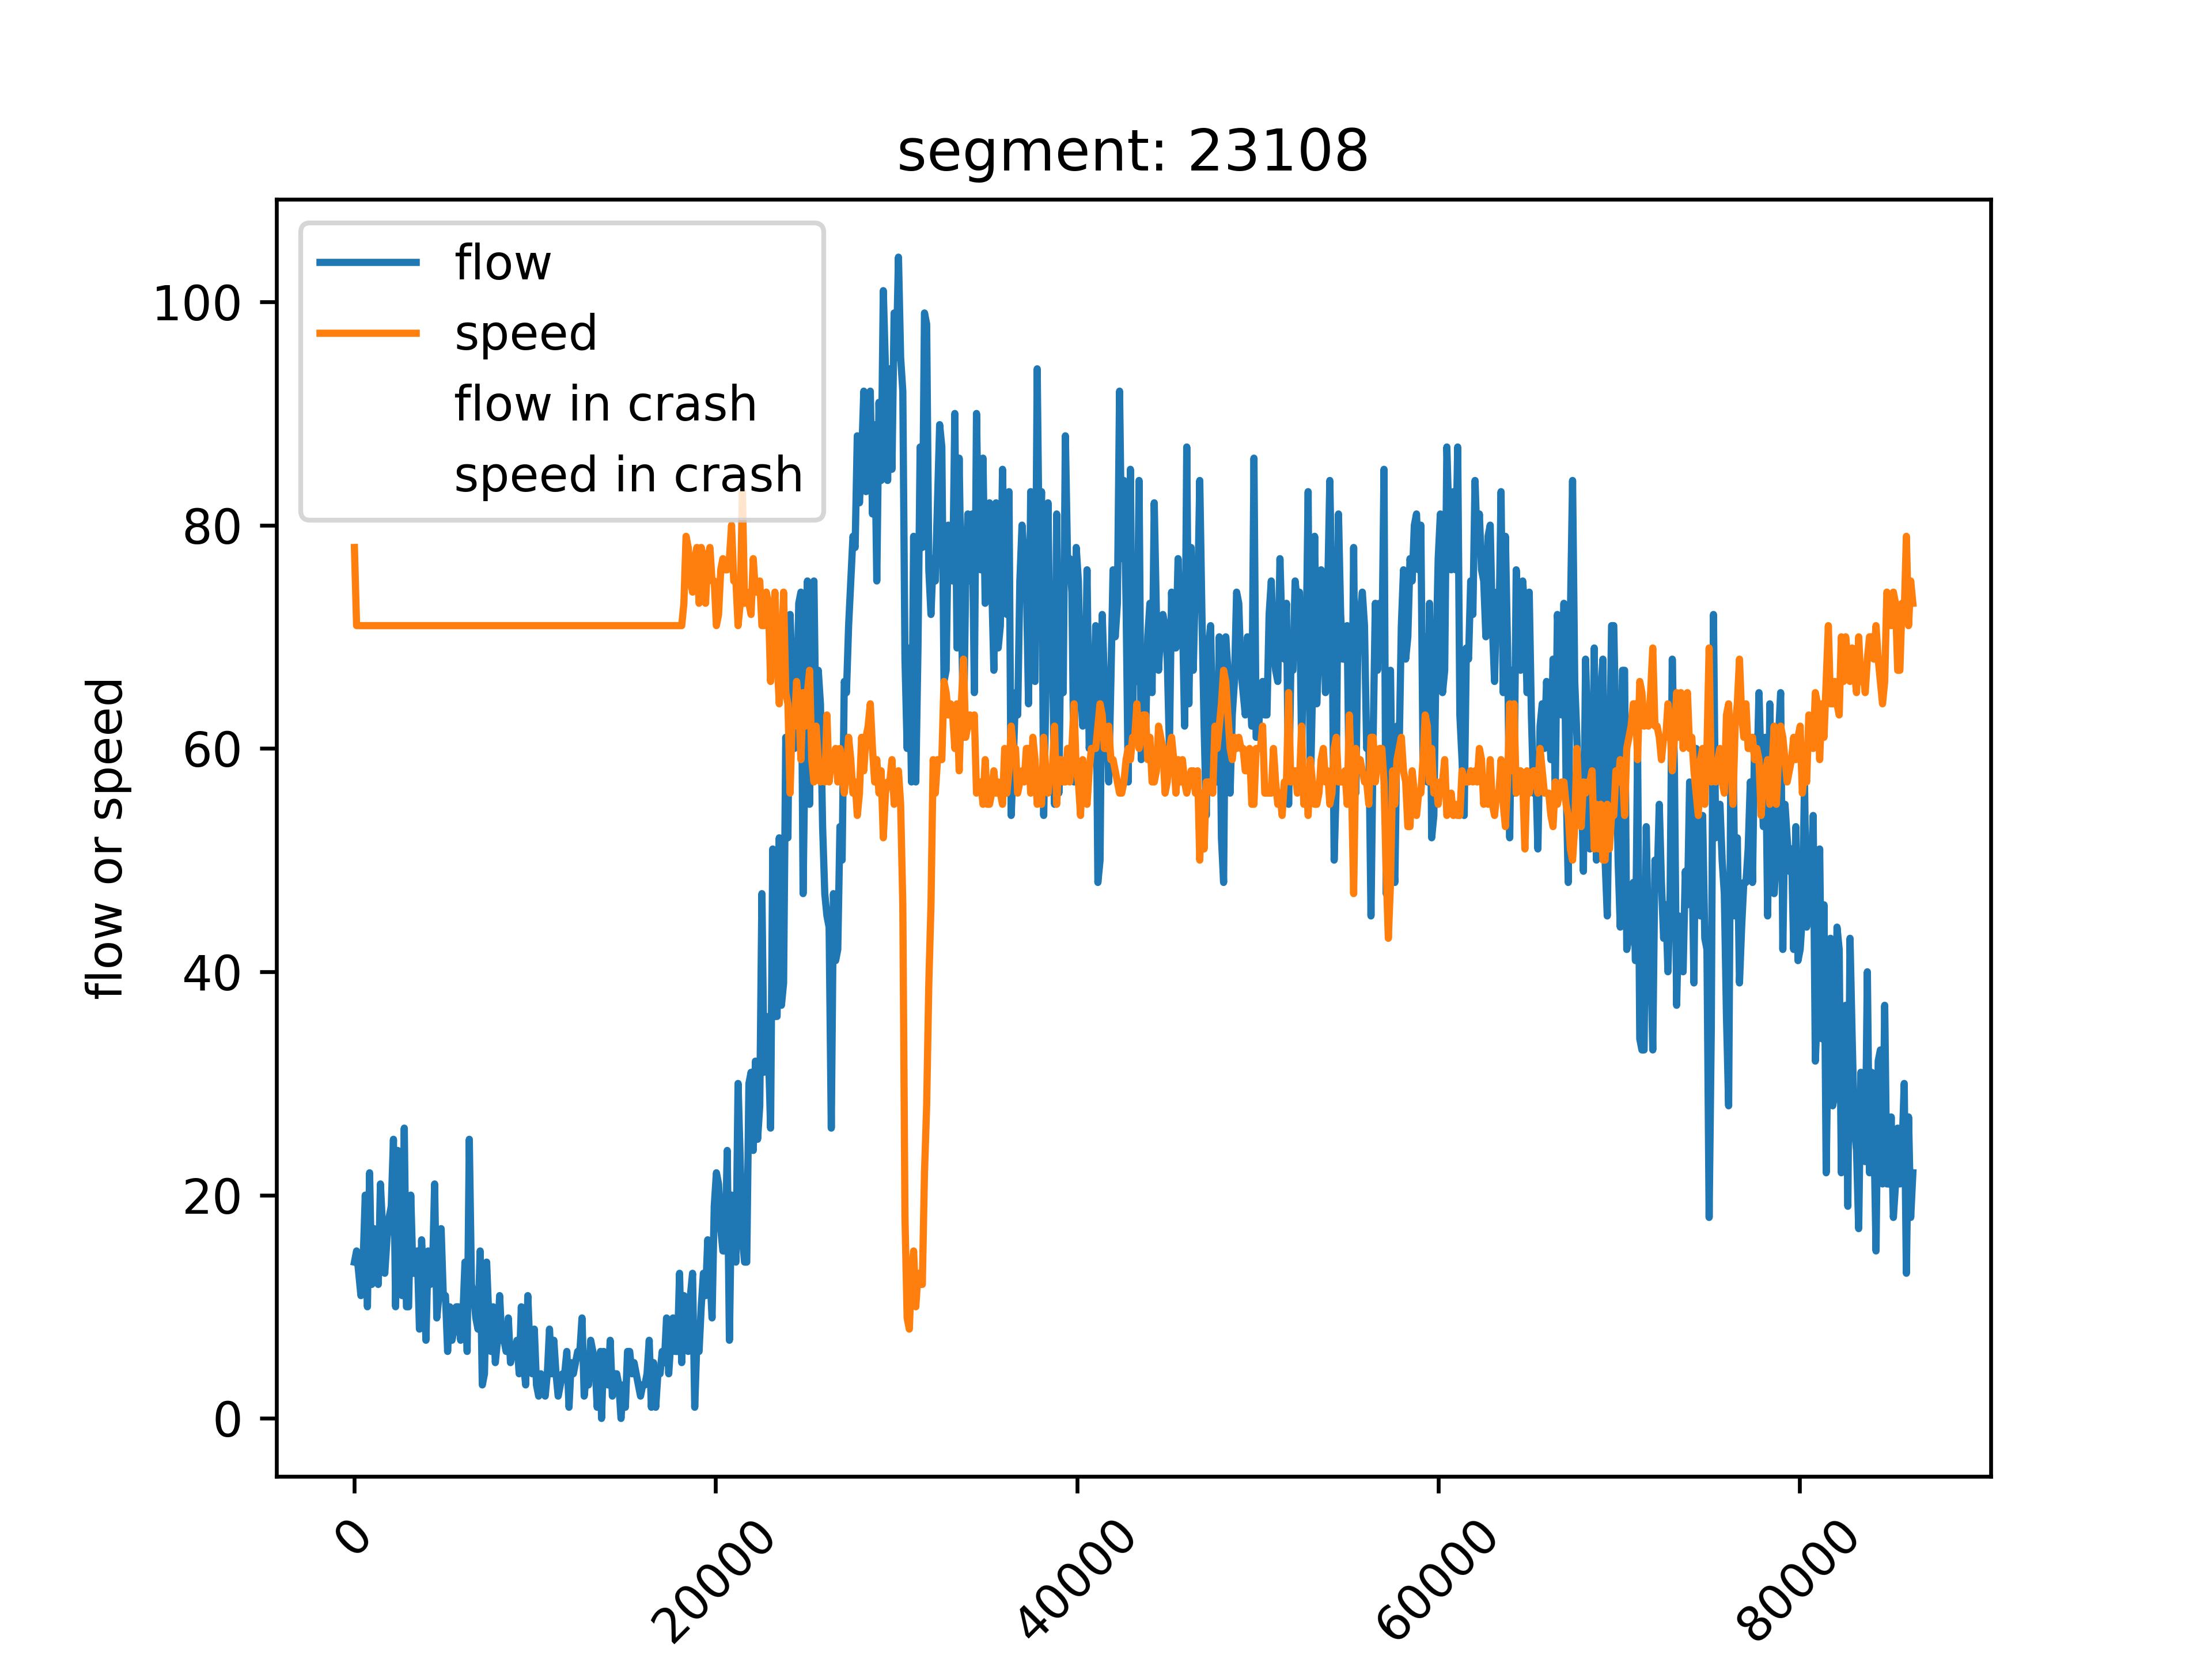 segment: 23108
flow
speed
flow in crash
speed in crash
flow or speed
100
80
60
40
20
0
0
20000
40000
60000
80000